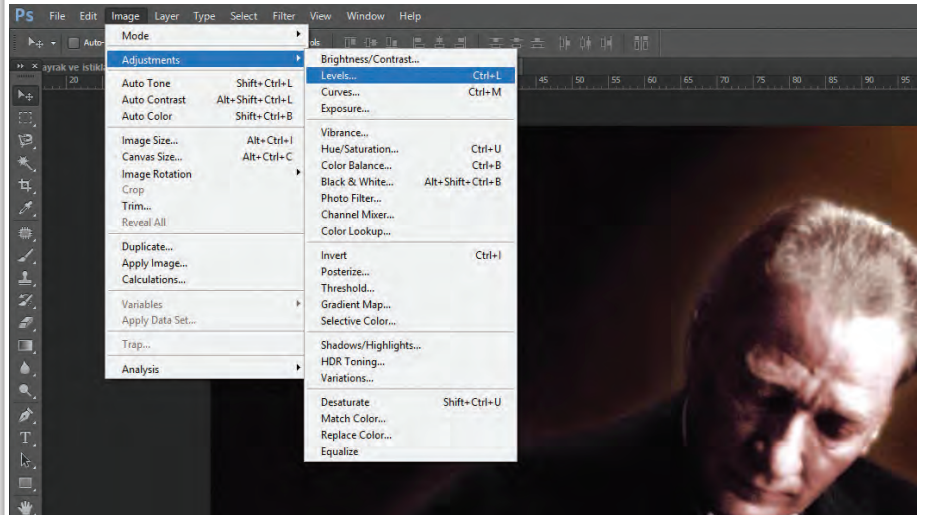 Ps File Edit Image Layer Type Select Filter View Window Help
Auto-
Mode
Adjustments
Auto Tone Shift+Ctrl+L
Auto Contrast Alt+Shift+Ctrl+L
Auto Color Shift+Ctrl+B
Image Size... Alt+Ctrl+I
Canvas Size... Alt+Ctrl+C
Image Rotation
Crop
Trim...
Reveal All
Duplicate...
Apply Image...
Calculations...
Variables
Apply Data Set...
Trap...
Analysis
Brightness/Contrast...
Levels... Ctrl+L
Curves... Ctrl+M
Exposure...
Vibrance...
Hue/Saturation... Ctrl+U
Color Balance... Ctrl+B
Black & White... Alt+Shift+Ctrl+B
Photo Filter...
Channel Mixer...
Color Lookup...
Invert Ctrl+I
Posterize...
Threshold...
Gradient Map...
Selective Color...
Shadows/Highlights...
HDR Toning...
Variations...
Desaturate Shift+Ctrl+U
Match Color...
Replace Color...
Equalize
ayrak ve istikla
20 45 50 55 60 65 70 75 80 85 90 95
T